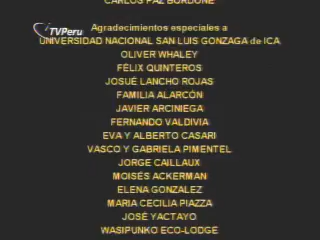 CARLOS PAZ BORDONE
TVPeru
Agradecimientos especiales a
UNIVERSIDAD NACIONAL SAN LUIS GONZAGA de ICA
OLIVER WHALEY
FÉLIX QUINTEROS
JOSUÉ LANCHO ROJAS
FAMILIA ALARCÓN
JAVIER ARCINIEGA
FERNANDO VALDIVIA
EVA Y ALBERTO CASARI
VASCO Y GABRIELA PIMENTEL
JORGE CAILLAUX
MOISÉS ACKERMAN
ELENA GONZALEZ
MARIA CECILIA PIAZZA
JOSÉ YACTAYO
WASIPUNKO ECO-LODGE